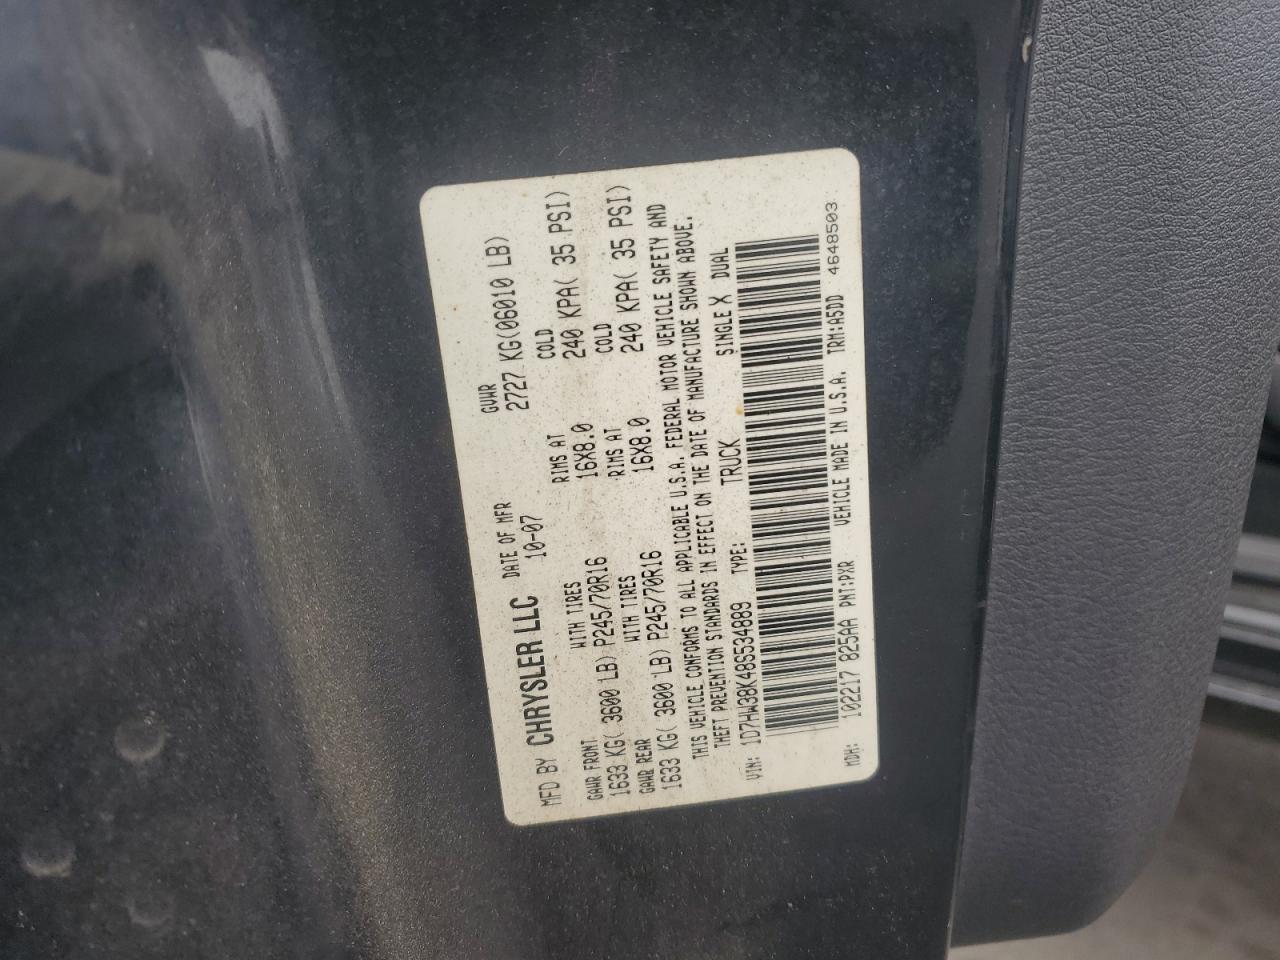 MFD BY CHRYSLER LLC DATE OF MFR GVWR
10-07 2727 KG(06010 LB)
GAWR FRONT WITH TIRES RIMS AT COLD
1633 KG( 3600 LB) P245/70R16 16X8.0 240 KPA( 35 PSI)
GAWR REAR WITH TIRES RIMS AT COLD
1633 KG( 3600 LB) P245/70R16 16X8.0 240 KPA( 35 PSI)
THIS VEHICLE CONFORMS TO ALL APPLICABLE U.S.A. FEDERAL MOTOR VEHICLE SAFETY AND
THEFT PREVENTION STANDARDS IN EFFECT ON THE DATE OF MANUFACTURE SHOWN ABOVE.
VIN: 1D7HW38K48S534889 TYPE: TRUCK SINGLE X DUAL
MDH: 102217 825AA PNT:PXR VEHICLE MADE IN U.S.A. TRM:A5DD 4648503